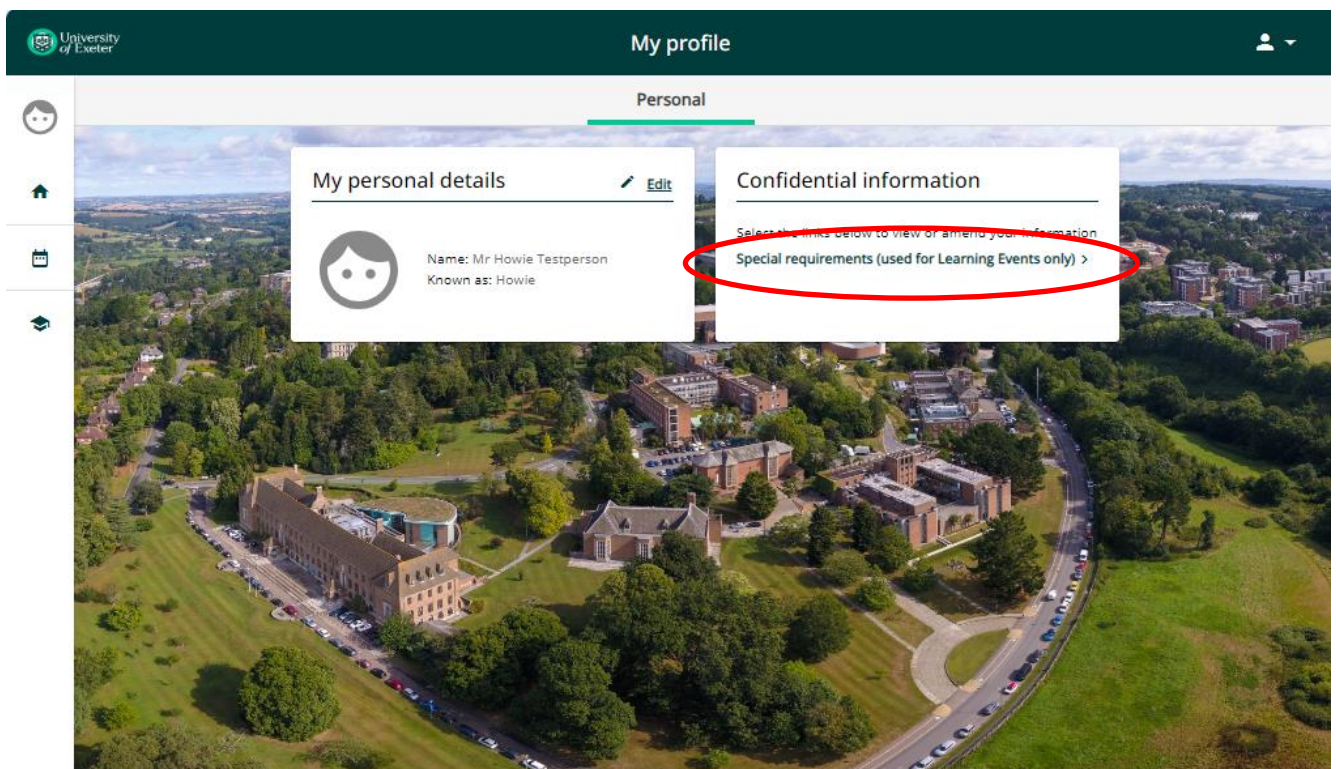 University
of Exeter
My profile
Personal
My personal details
Edit
Name: Mr Howie Testperson
Known as: Howie
Confidential information
Select the links below to view or amend your information
Special requirements (used for Learning Events only) >